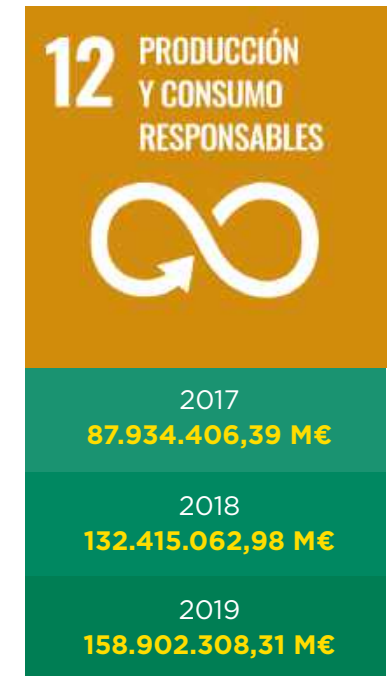 12 PRODUCCIÓN
Y CONSUMO
RESPONSABLES
2017
87.934.406,39 M€
2018
132.415.062,98 M€
2019
158.902.308,31 M€